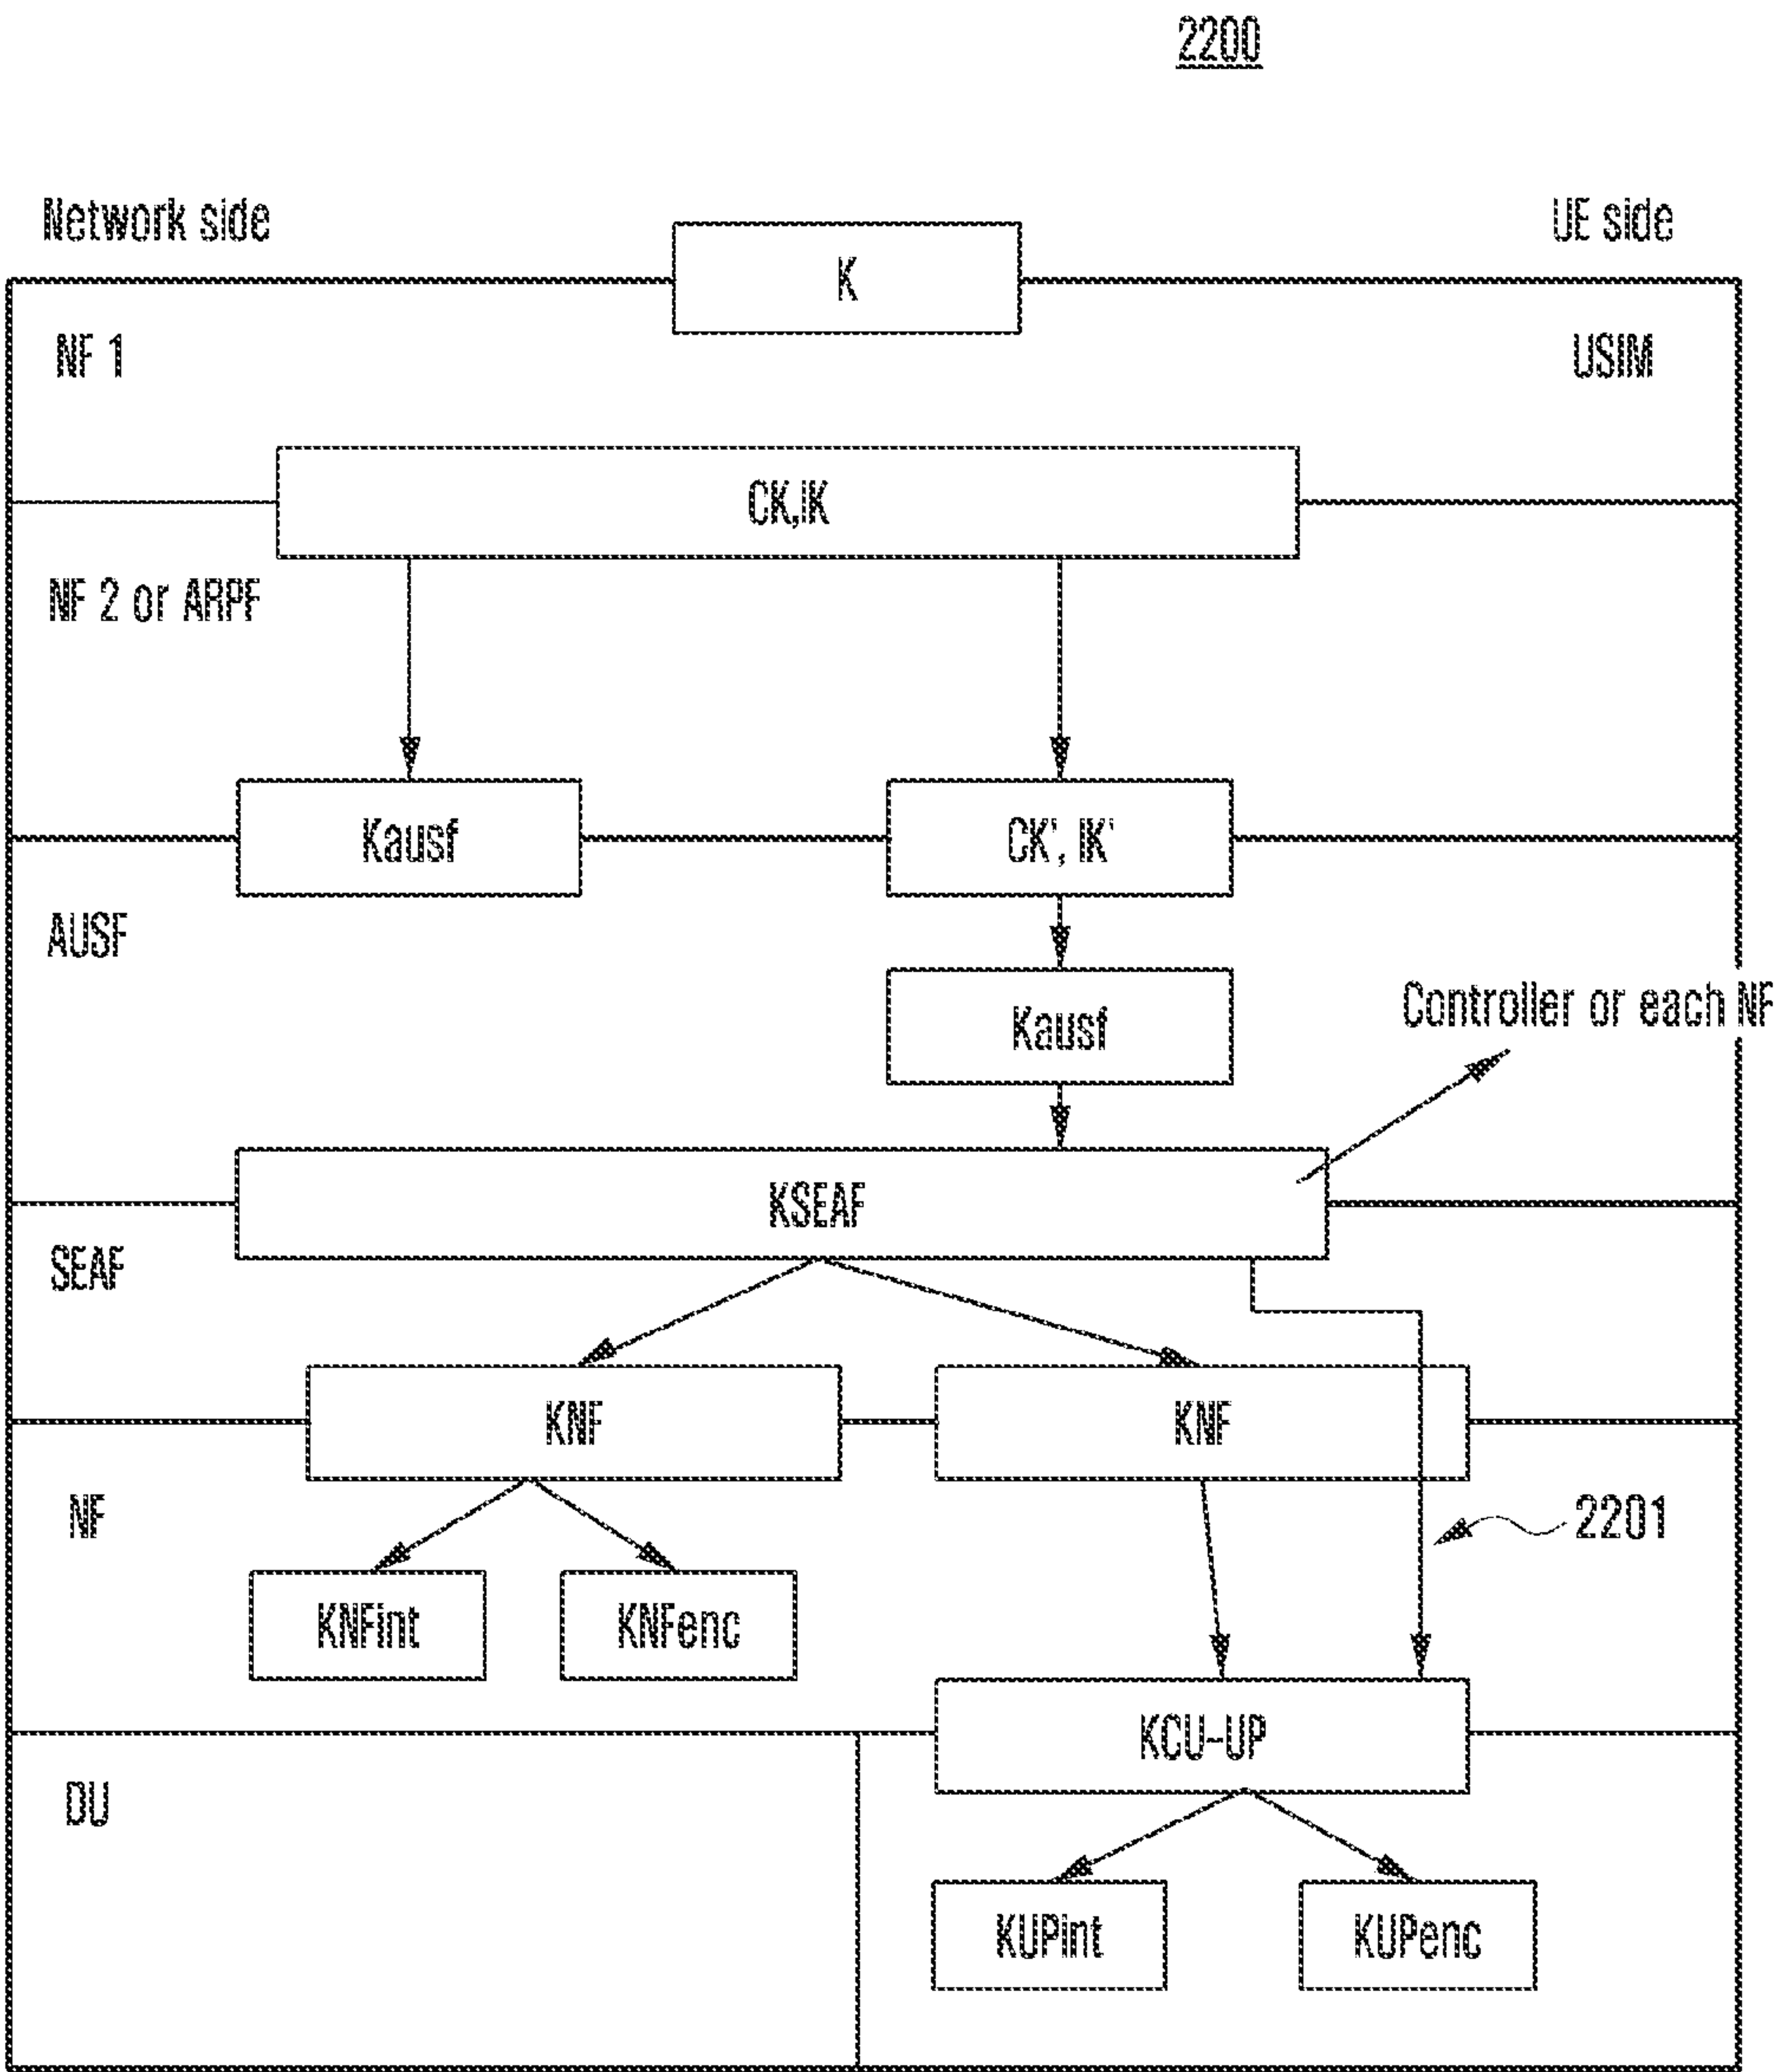 2200
Network side
UE side
K
NF 1
USIM
CK,IK
NF 2 or ARPF
Kausf
CK', IK'
AUSF
Kausf
Controller or each NF
KSEAF
SEAF
KNF
KNF
NF
2201
KNFint
KNFenc
KCU-UP
DU
KUPint
KUPenc